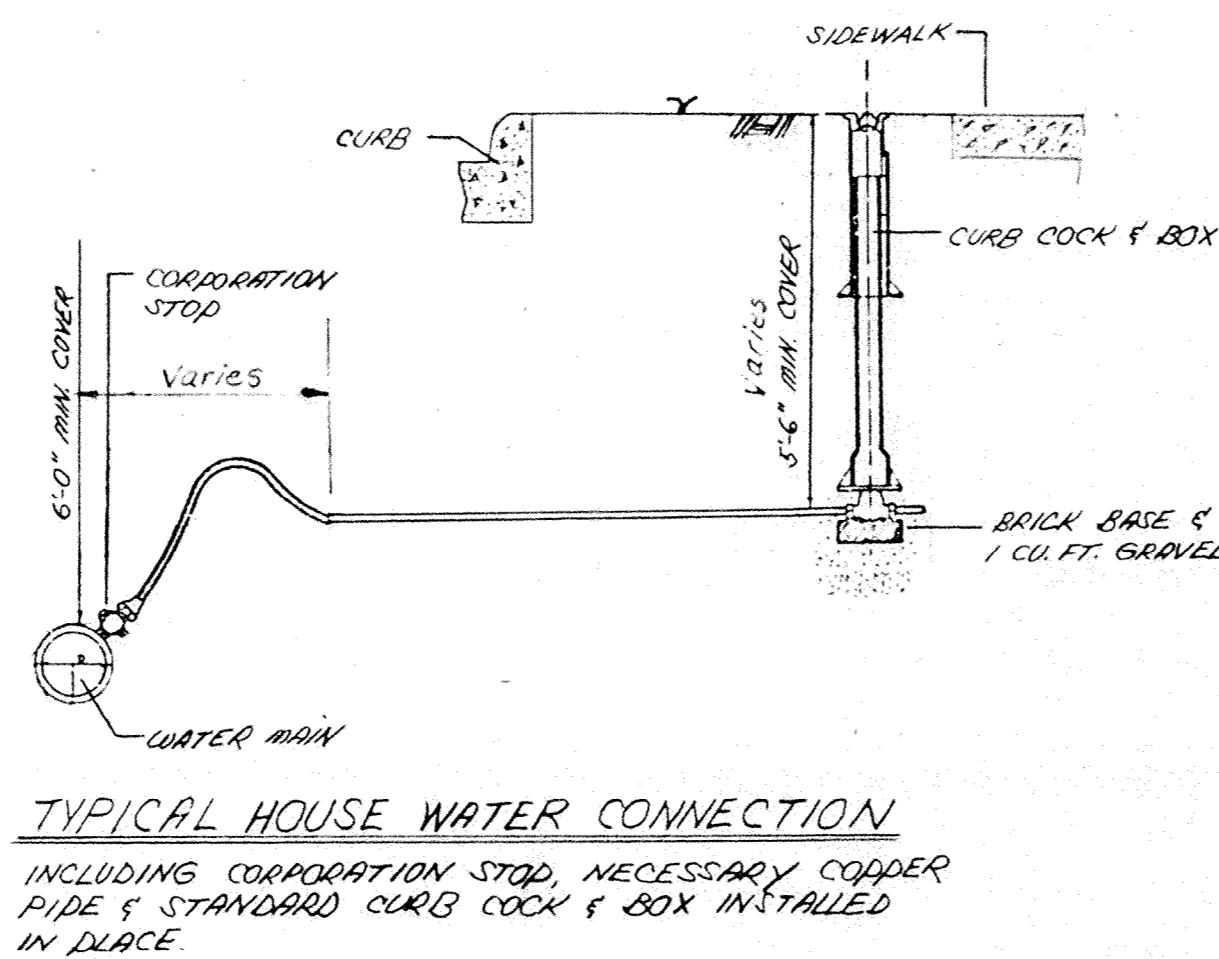 SIDEWALK
CURB
CURB COCK & BOX
CORPORATION
STOP
6'-0" MIN. COVER
Varies
Varies
5'-6" MIN. COVER
BRICK BASE &
1 CU. FT. GRAVEL
WATER MAIN
TYPICAL HOUSE WATER CONNECTION
INCLUDING CORPORATION STOP, NECESSARY COPPER
PIPE & STANDARD CURB COCK & BOX INSTALLED
IN PLACE.